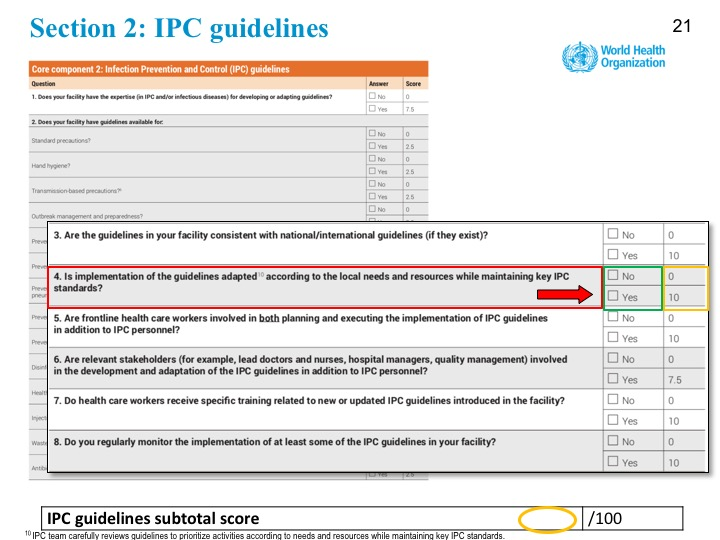 Section 2: IPC guidelines
21
World Health
Organization
Core component 2: Infection Prevention and Control (IPC) guidelines
Question Answer Score
1. Does your facility have the expertise (in IPC and/or infectious diseases) for developing or adapting guidelines? No 0
Yes 7.5
2. Does your facility have guidelines available for:
Standard precautions? No 0
Yes 2.5
Hand hygiene? No 0
Yes 2.5
Transmission-based precautions? No 0
Yes 2.5
Outbreak management and preparedness? No 0
3. Are the guidelines in your facility consistent with national/international guidelines (if they exist)? No 0
Yes 10
4. Is implementation of the guidelines adapted10 according to the local needs and resources while maintaining key IPC
standards? No 0
Yes 10
5. Are frontline health care workers involved in both planning and executing the implementation of IPC guidelines
in addition to IPC personnel? No 0
Yes 10
6. Are relevant stakeholders (for example, lead doctors and nurses, hospital managers, quality management) involved
in the development and adaptation of the IPC guidelines in addition to IPC personnel? No 0
Yes 7.5
7. Do health care workers receive specific training related to new or updated IPC guidelines introduced in the facility? No 0
Yes 10
8. Do you regularly monitor the implementation of at least some of the IPC guidelines in your facility? No 0
Yes 10
IPC guidelines subtotal score /100
10 IPC team carefully reviews guidelines to prioritize activities according to needs and resources while maintaining key IPC standards.